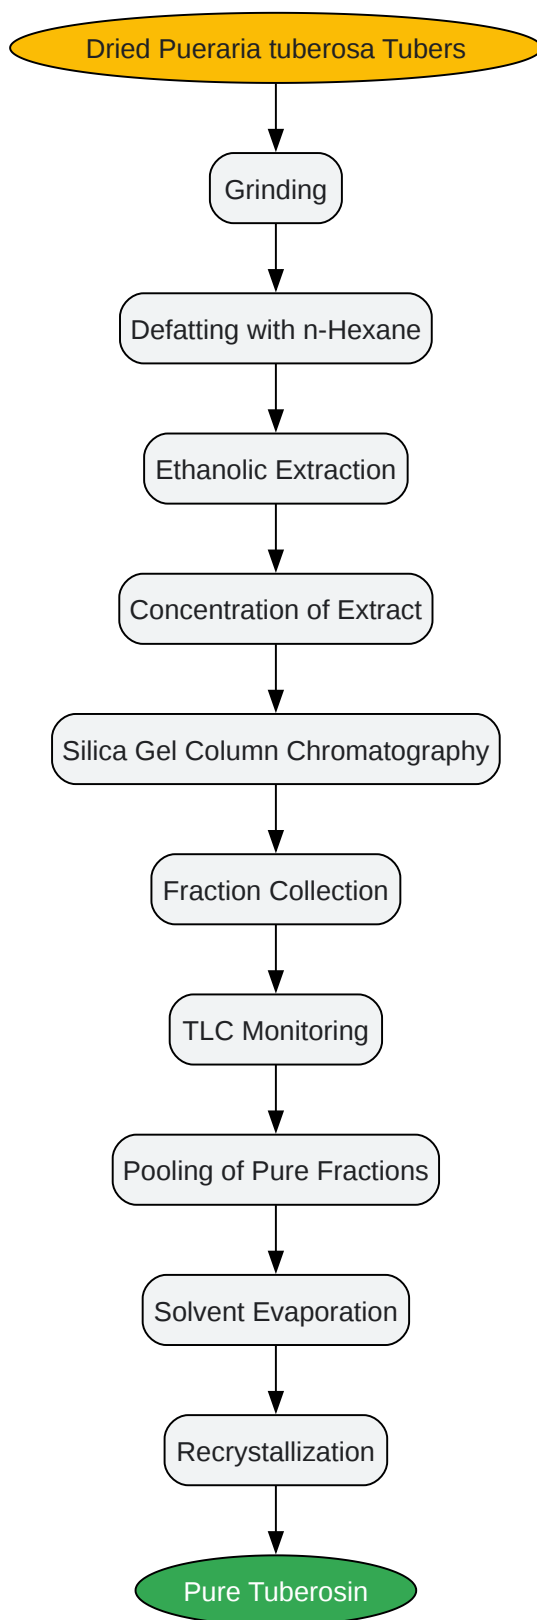 Dried Pueraria tuberosa Tubers
Grinding
Defatting with n-Hexane
Ethanolic Extraction
Concentration of Extract
Silica Gel Column Chromatography
Fraction Collection
TLC Monitoring
Pooling of Pure Fractions
Solvent Evaporation
Recrystallization
Pure Tuberosin